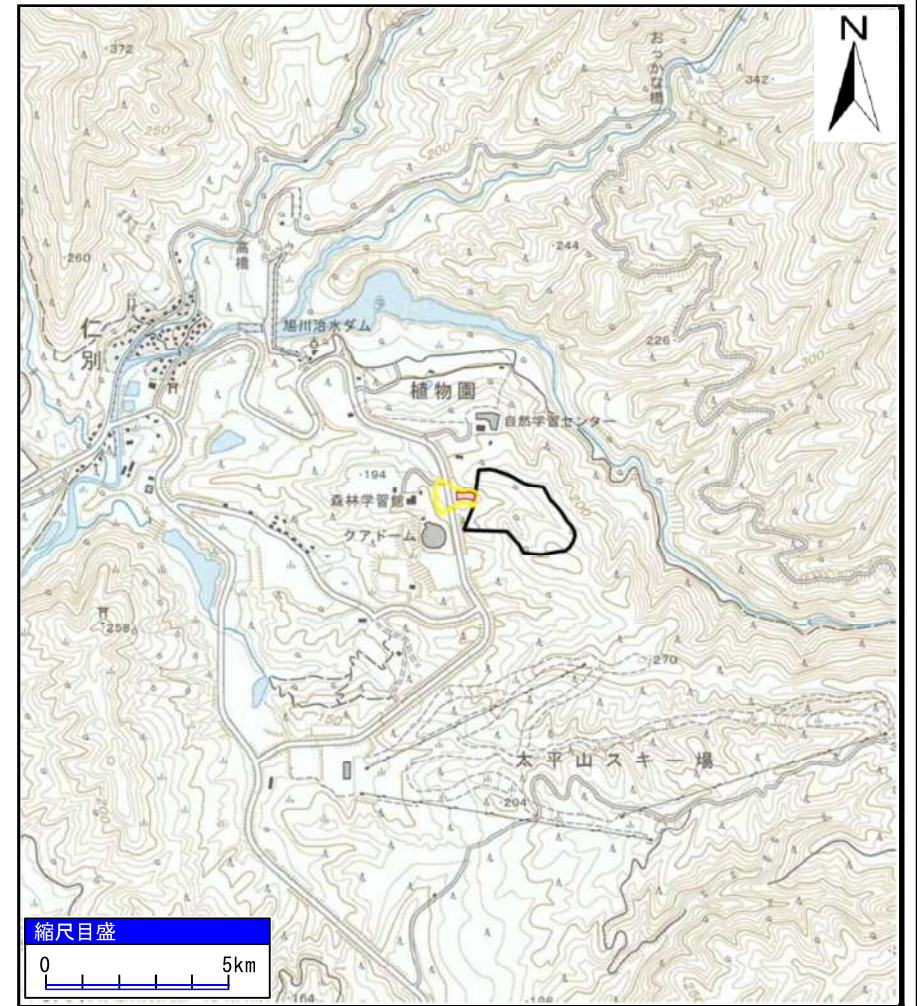 N
372
おっかな橋
250
342
250
200
300
高橋
244
260
仁別
旭川治水ダム
226
300
植物園
自然学習センター
194
森林学習館
200
クアドーム
258
270
150
太平山スキー場
200
204
縮尺目盛
0 5km
164